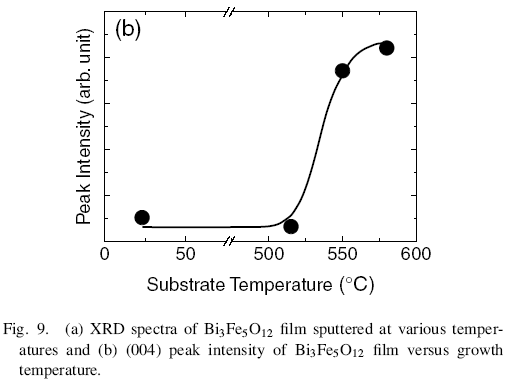 (b)
Peak Intensity (arb. unit)
0 50 500 550 600
Substrate Temperature (°C)
Fig. 9. (a) XRD spectra of Bi₃Fe₅O₁₂ film sputtered at various temper-
atures and (b) (004) peak intensity of Bi₃Fe₅O₁₂ film versus growth
temperature.